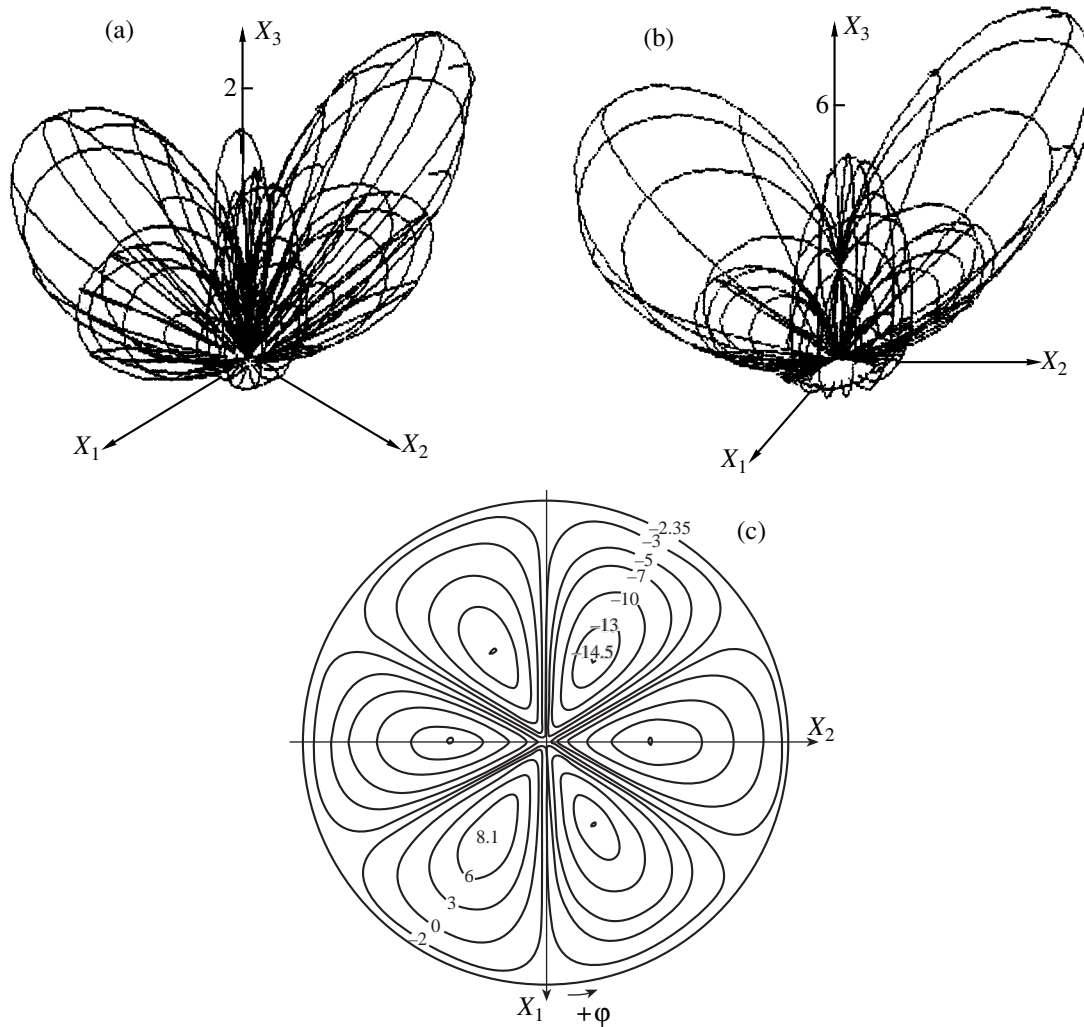 (a)
X3
2
X1
X2
(b)
X3
6
X2
X1
(c)
–2.35
–3
–5
–7
–10
–13
–14.5
X2
8.1
6
3
0
–2
X1
+φ